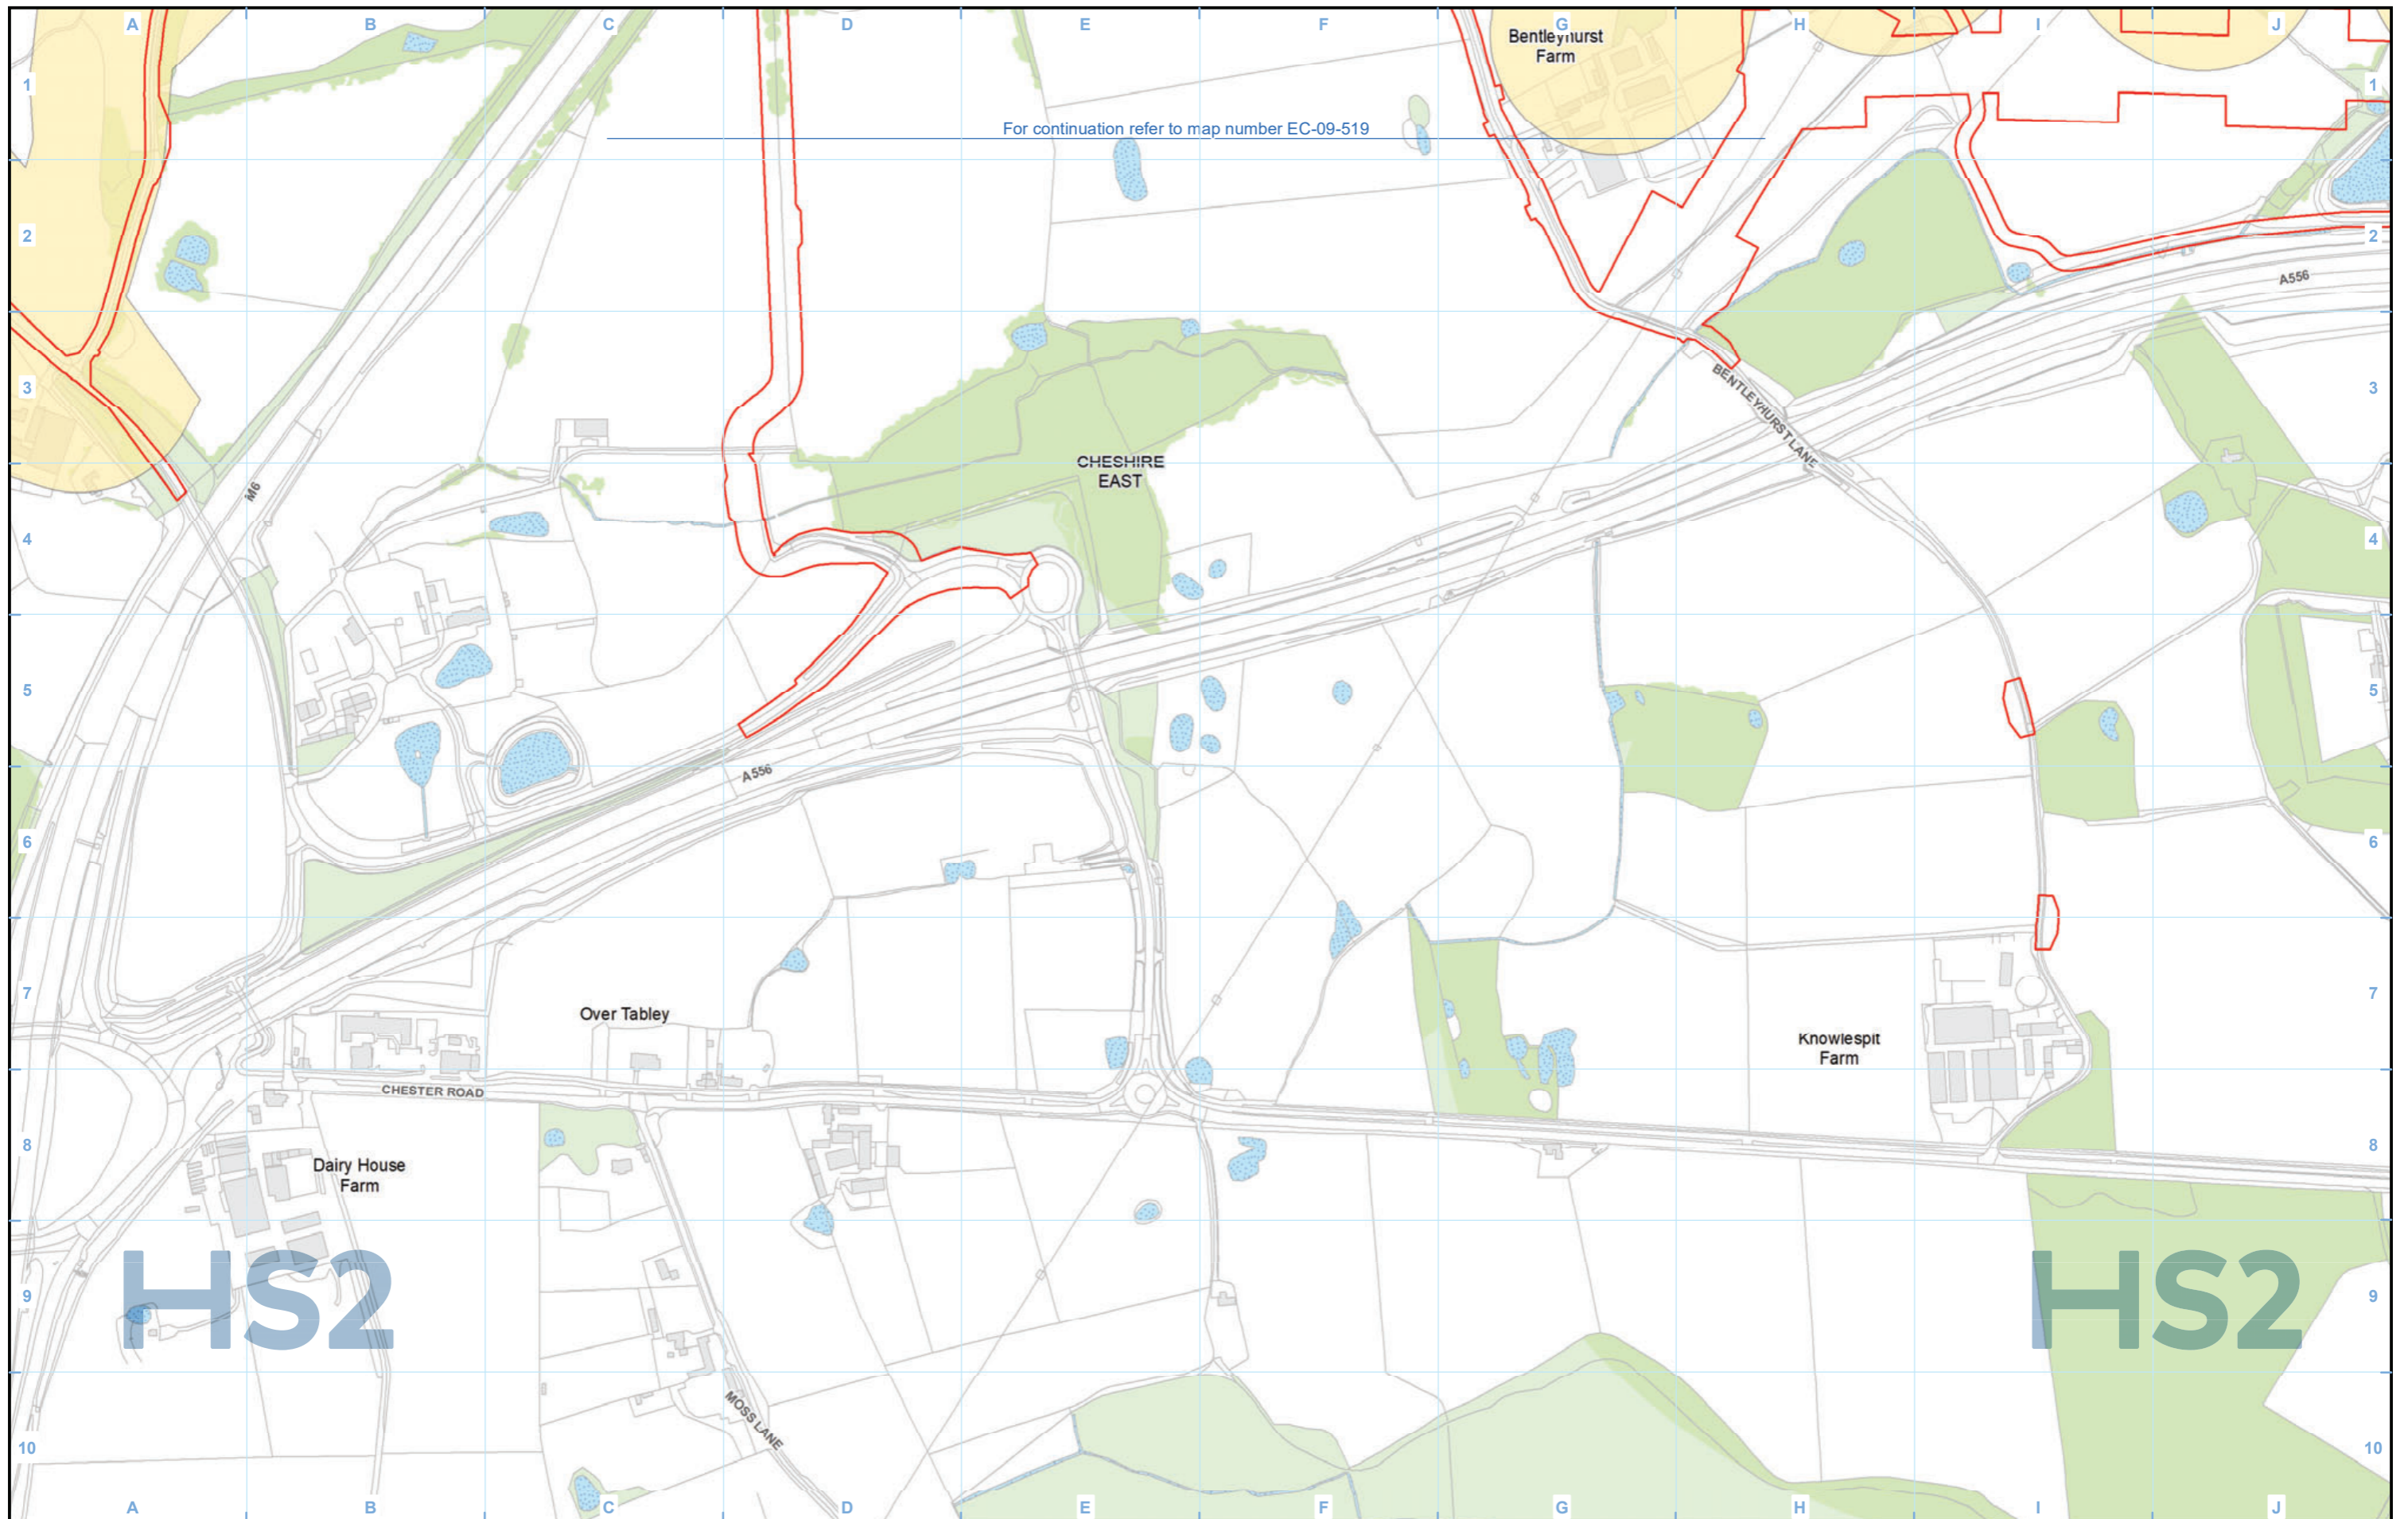 A B C D E F G H I J
Bentleyhurst
Farm
1 1
For continuation refer to map number EC-09-519
2 2
A556
3 3
BENTLEYHURST LANE
CHESHIRE
EAST
M6
4 4
5 5
A556
6 6
7 7
Over Tabley
Knowlespit
Farm
CHESTER ROAD
8 8
Dairy House
Farm
HS2 HS2
9 9
MOSS LANE
10 10
A B C D E F G H I J